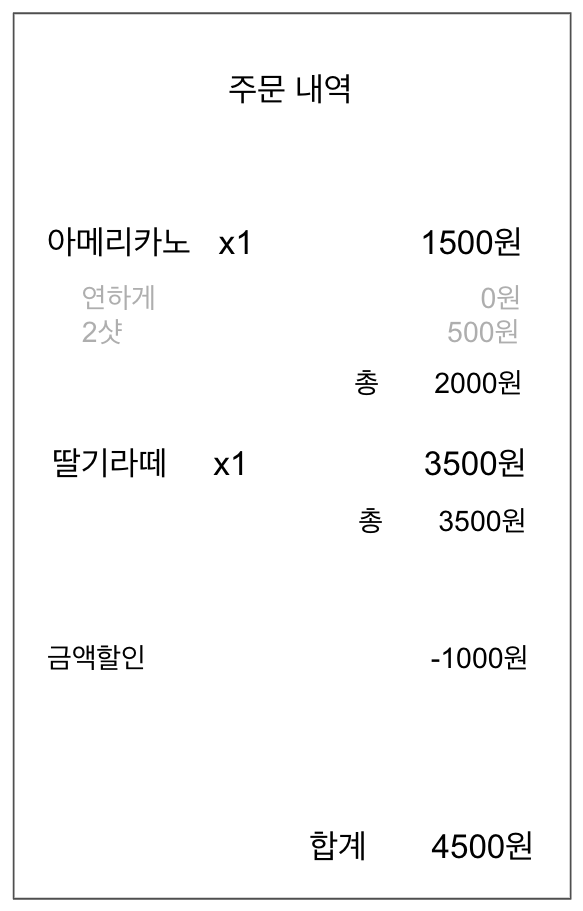 주문 내역
아메리카노 x1 1500원
연하게 0원
2샷 500원
총 2000원
딸기라떼 x1 3500원
총 3500원
금액할인 -1000원
합계 4500원